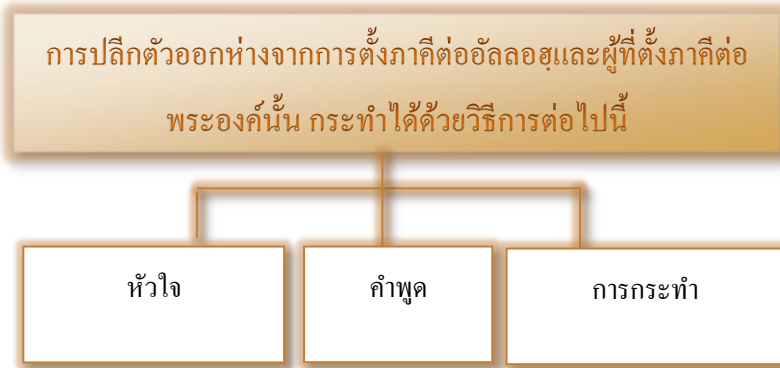 การปลีกตัวออกห่างจากการตั้งภาคีต่ออัลลอฮฺและผู้ที่ตั้งภาคีต่อ
พระองค์นั้น กระทำได้ด้วยวิธีการต่อไปนี้
หัวใจ
คำพูด
การกระทำ